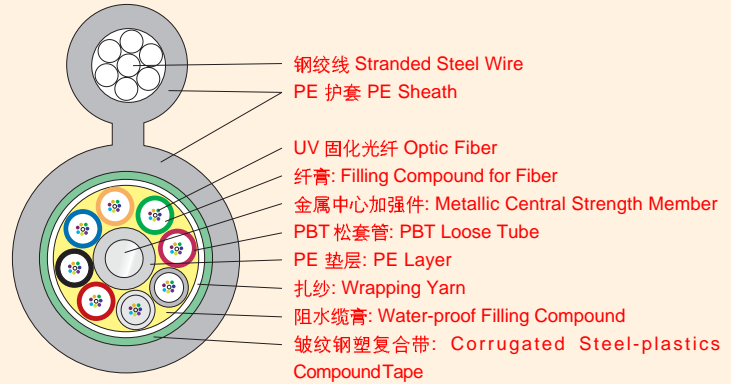 钢绞线 Stranded Steel Wire
PE 护套 PE Sheath
UV 固化光纤 Optic Fiber
纤膏: Filling Compound for Fiber
金属中心加强件: Metallic Central Strength Member
PBT 松套管: PBT Loose Tube
PE 垫层: PE Layer
扎纱: Wrapping Yarn
阻水缆膏: Water-proof Filling Compound
皱纹钢塑复合带: Corrugated Steel-plastics
CompoundTape